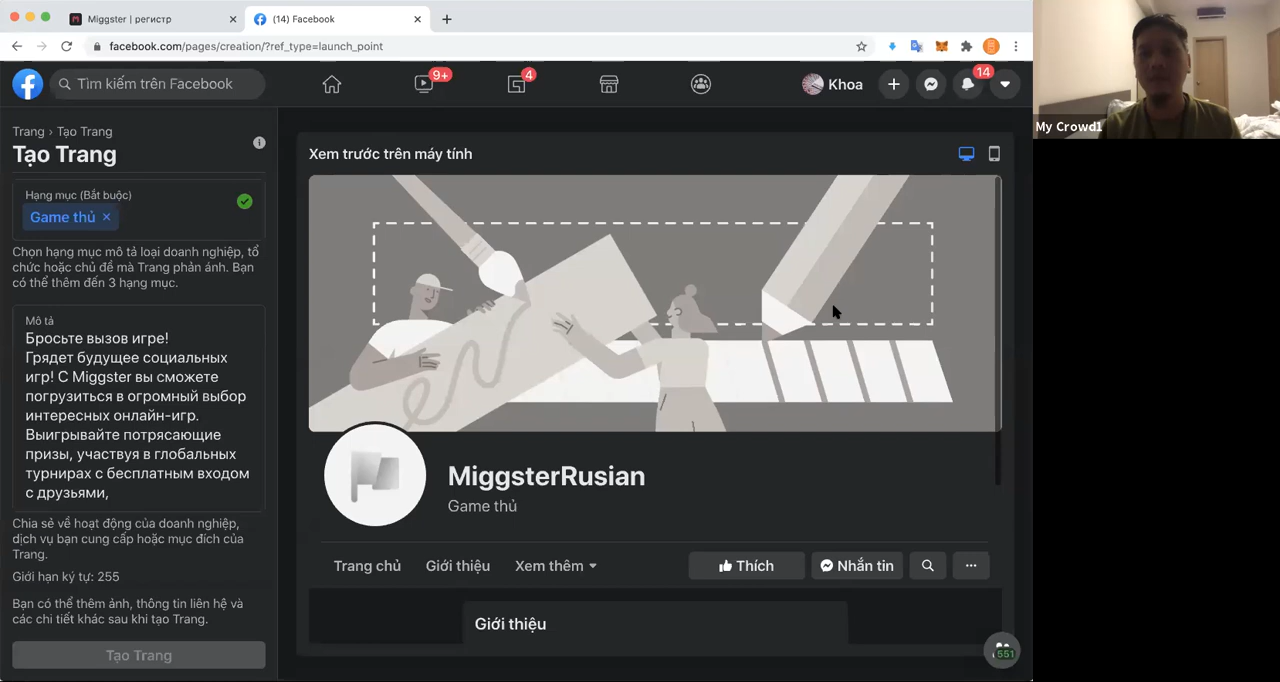 Miggster | регистр
(14) Facebook
facebook.com/pages/creation/?ref_type=launch_point
Tìm kiếm trên Facebook
9+
4
Khoa
14
My Crowd1
Trang › Tạo Trang
Tạo Trang
Hạng mục (Bắt buộc)
Game thủ ×
Chọn hạng mục mô tả loại doanh nghiệp, tổ
chức hoặc chủ đề mà Trang phản ánh. Bạn
có thể thêm đến 3 hạng mục.
Mô tả
Бросьте вызов игре!
Грядет будущее социальных
игр! С Miggster вы сможете
погрузиться в огромный выбор
интересных онлайн-игр.
Выигрывайте потрясающие
призы, участвуя в глобальных
турнирах с бесплатным входом
с друзьями,
Chia sẻ về hoạt động của doanh nghiệp,
dịch vụ bạn cung cấp hoặc mục đích của
Trang.
Giới hạn ký tự: 255
Bạn có thể thêm ảnh, thông tin liên hệ và
các chi tiết khác sau khi tạo Trang.
Tạo Trang
Xem trước trên máy tính
MiggsterRusian
Game thủ
Trang chủ
Giới thiệu
Xem thêm
Thích
Nhắn tin
Giới thiệu
551